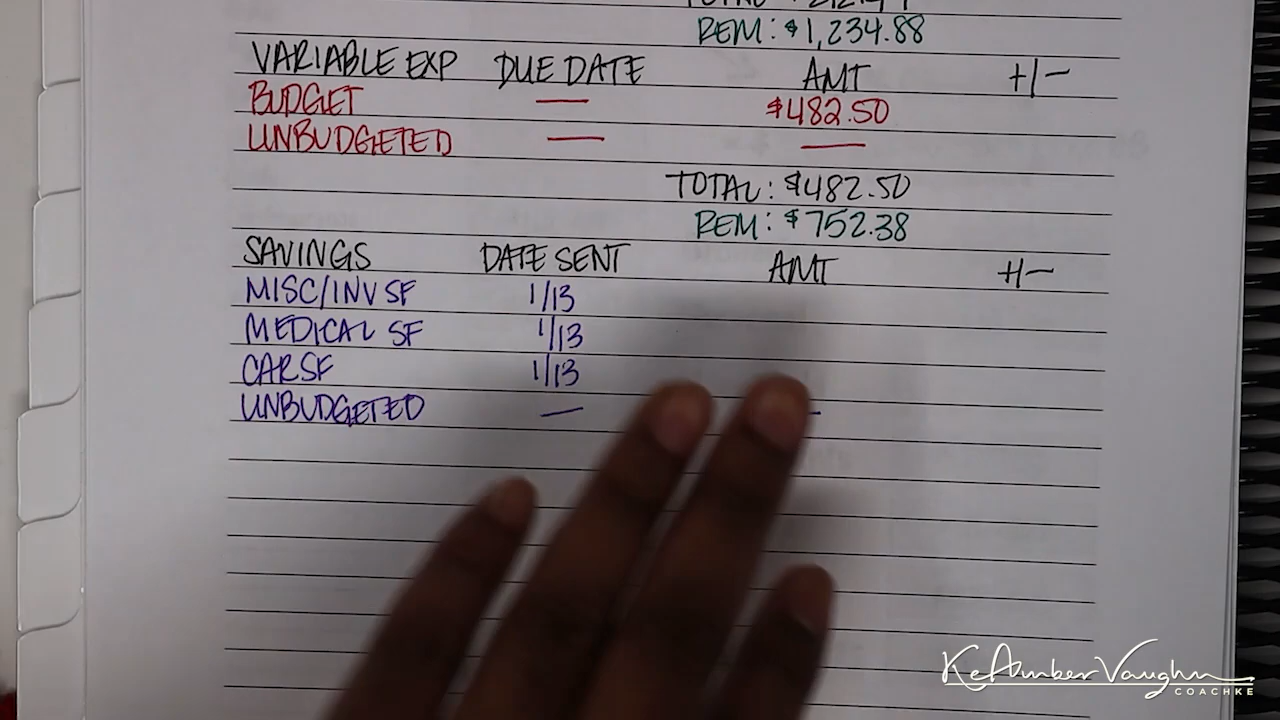 REM: $1,234.88
VARIABLE EXP DUE DATE AMT +/-
BUDGET — $482.50
UNBUDGETED — —
TOTAL: $482.50
REM: $752.38
SAVINGS DATE SENT AMT +/-
MISC/INV SF 1/13
MEDICAL SF 1/13
CAR SF 1/13
UNBUDGETED — -
KeAmber Vaughn
COACHKE